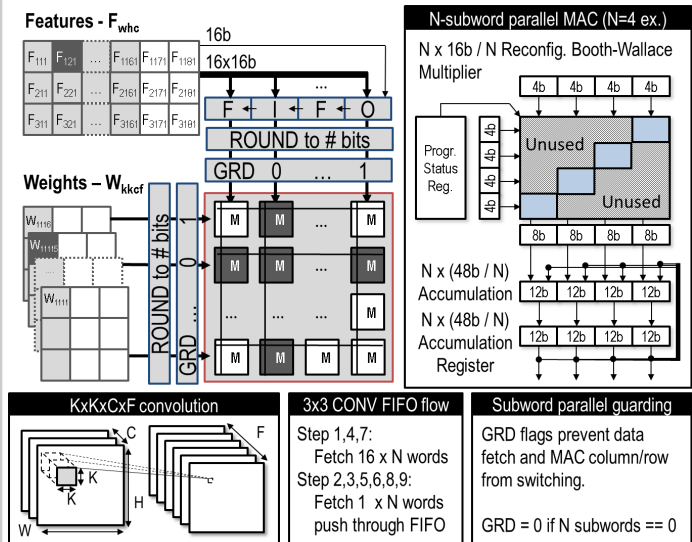 Features - Fwhc
16b
16x16b
F111 F121 ... F1161 F1171 F1181
F211 F221 ... F2161 F2171 F2181
F311 F321 ... F3161 F3171 F3181
...
F I F O
ROUND to # bits
GRD 0 ... 1
Weights – Wkkcf
W1116
W11115
...
W1111
ROUND to # bits
GRD ... 0 1
M M ... M
M M ... M
... ... M
M M M M
N-subword parallel MAC (N=4 ex.)
N x 16b / N Reconfig. Booth-Wallace
Multiplier
4b 4b 4b 4b
Progr.
Status
Reg.
4b
4b
4b
4b
Unused
Unused
8b 8b 8b 8b
N x (48b / N)
Accumulation
12b 12b 12b 12b
N x (48b / N)
Accumulation
Register
12b 12b 12b 12b
KxKxCxF convolution
C
F
K
K
H
W
3x3 CONV FIFO flow
Step 1,4,7:
Fetch 16 x N words
Step 2,3,5,6,8,9:
Fetch 1 x N words
push through FIFO
Subword parallel guarding
GRD flags prevent data
fetch and MAC column/row
from switching.
GRD = 0 if N subwords == 0